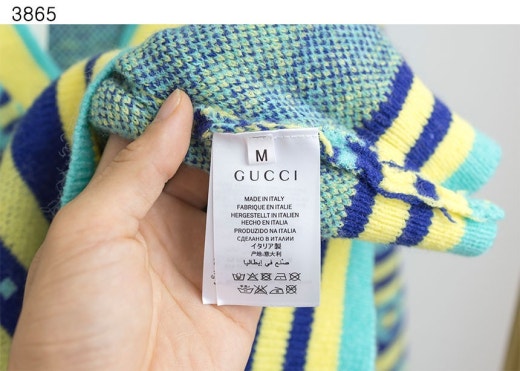 3865
M
GUCCI
MADE IN ITALY
FABRIQUÉ EN ITALIE
HERGESTELLT IN ITALIEN
HECHO EN ITALIA
PRODUZIDO NA ITALIA
СДЕЛАНО В ИТАЛИИ
イタリア製
产地:意大利
صنع في إيطاليا